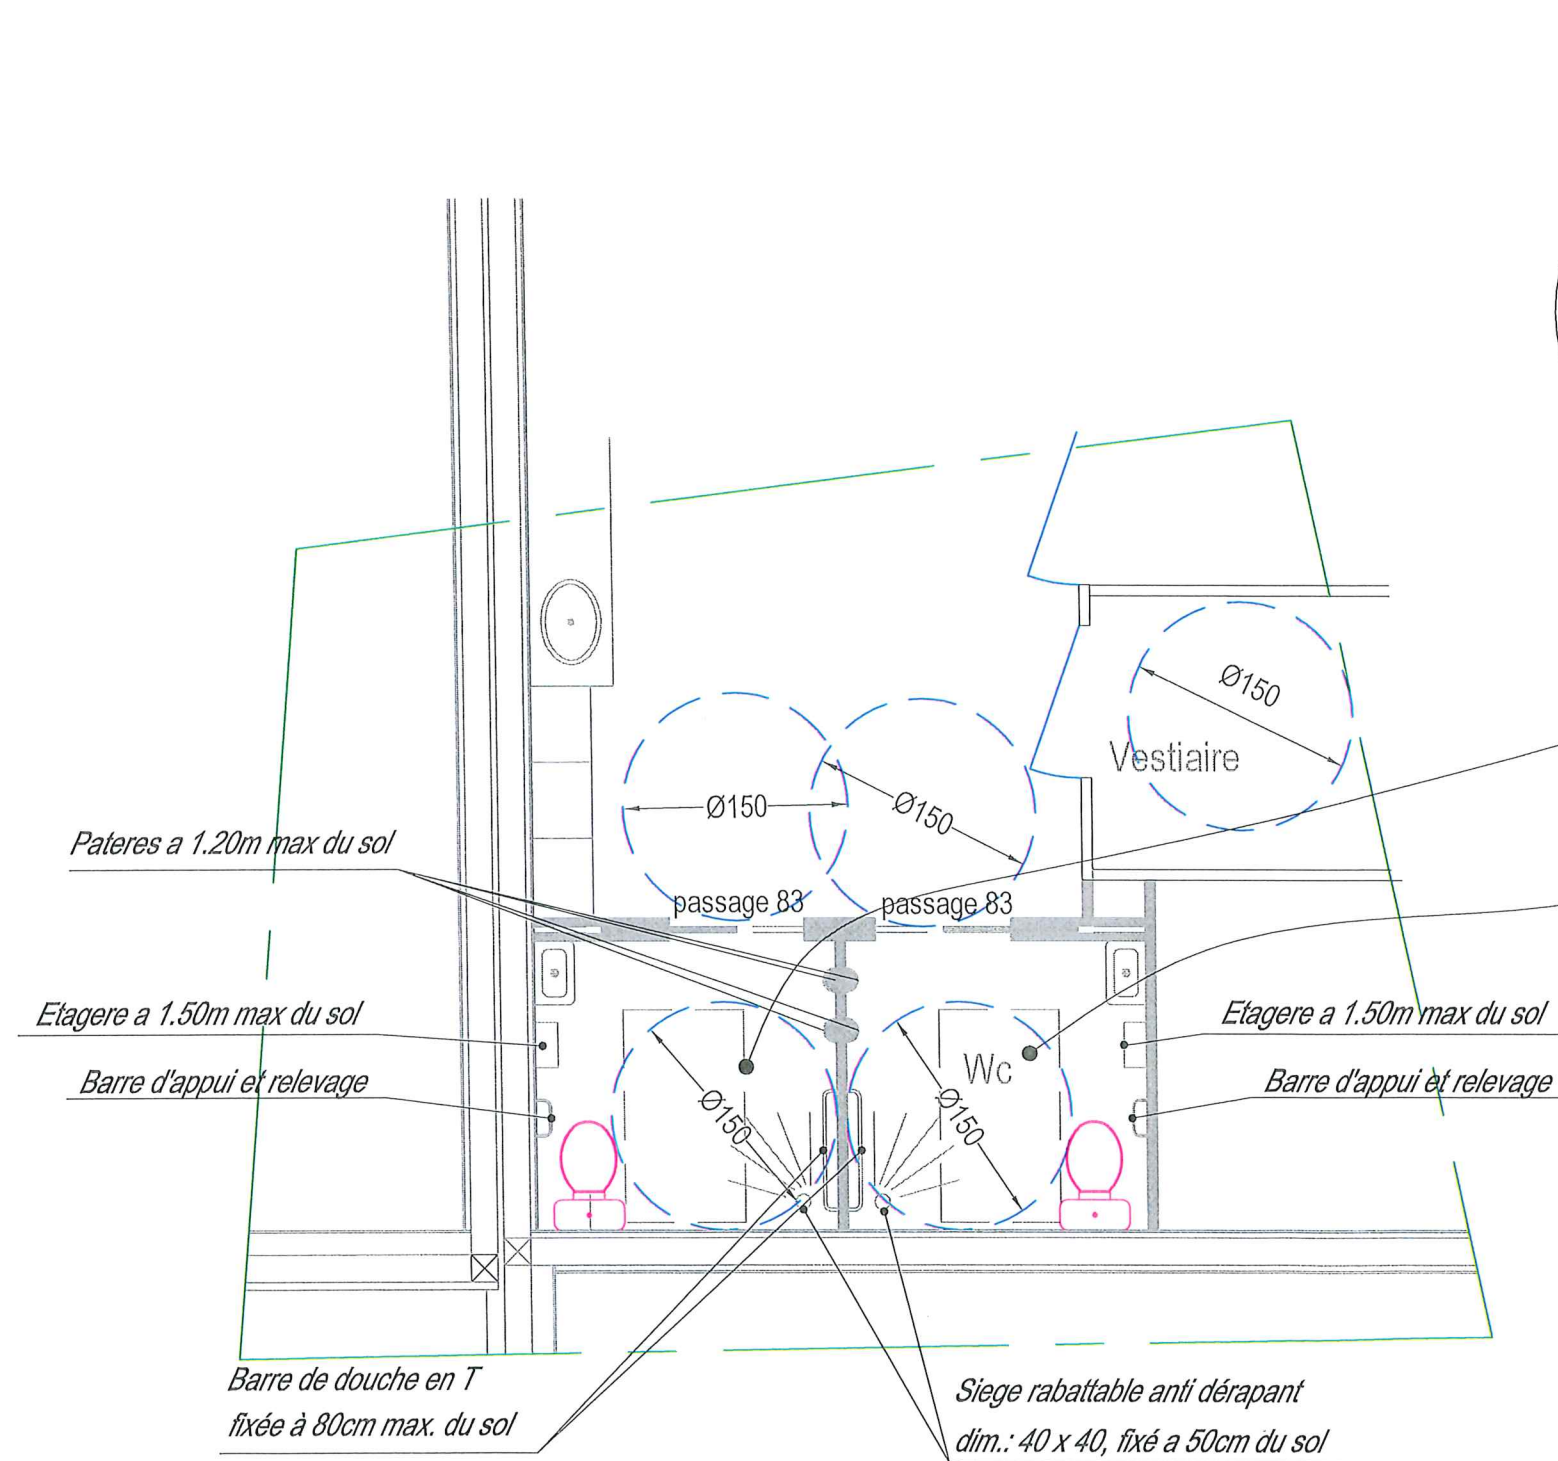 Ø150
Vestiaire
Ø150
Ø150
Pateres a 1.20m max du sol
passage 83
passage 83
Etagere a 1.50m max du sol
Etagere a 1.50m max du sol
Wc
Barre d'appui et relevage
Barre d'appui et relevage
Ø150
Ø150
Barre de douche en T
fixée à 80cm max. du sol
Siege rabattable anti dérapant
dim.: 40 x 40, fixé a 50cm du sol